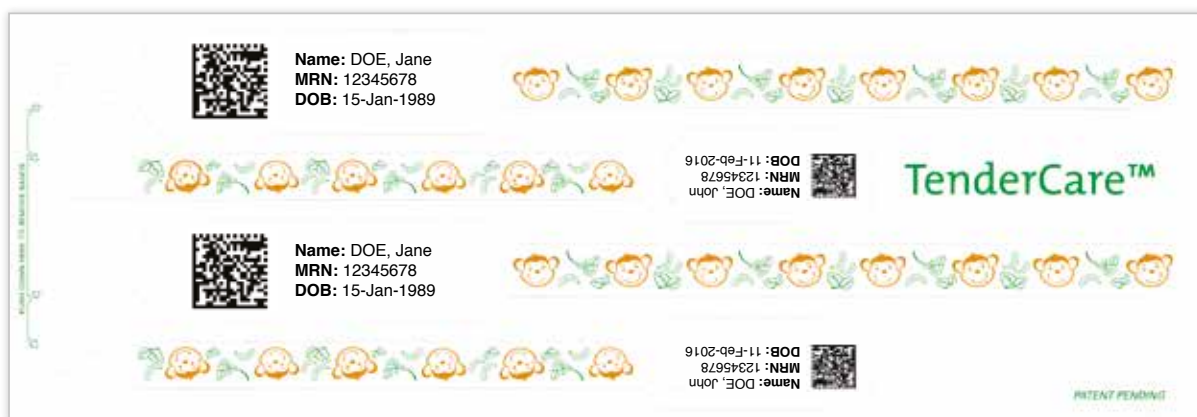 Name: DOE, Jane
MRN: 12345678
DOB: 15-Jan-1989
Name: DOE, John
MRN: 12345678
DOB: 11-Feb-2016
TenderCare™
Name: DOE, Jane
MRN: 12345678
DOB: 15-Jan-1989
Name: DOE, John
MRN: 12345678
DOB: 11-Feb-2016
PATENT PENDING